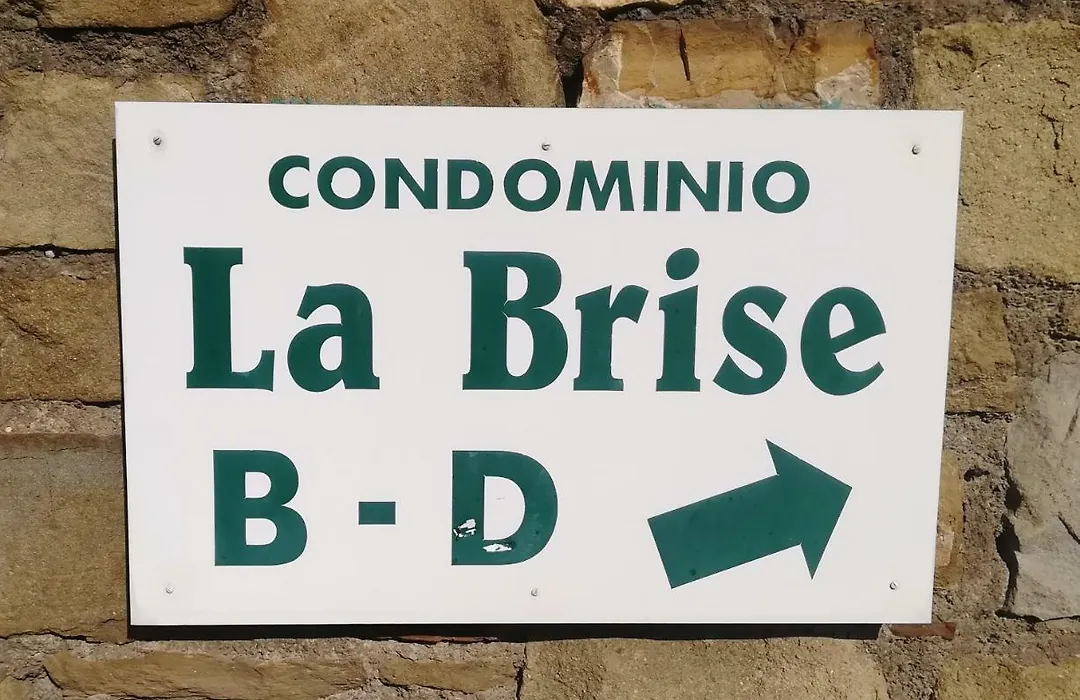 CONDOMINIO
La Brise
B - D